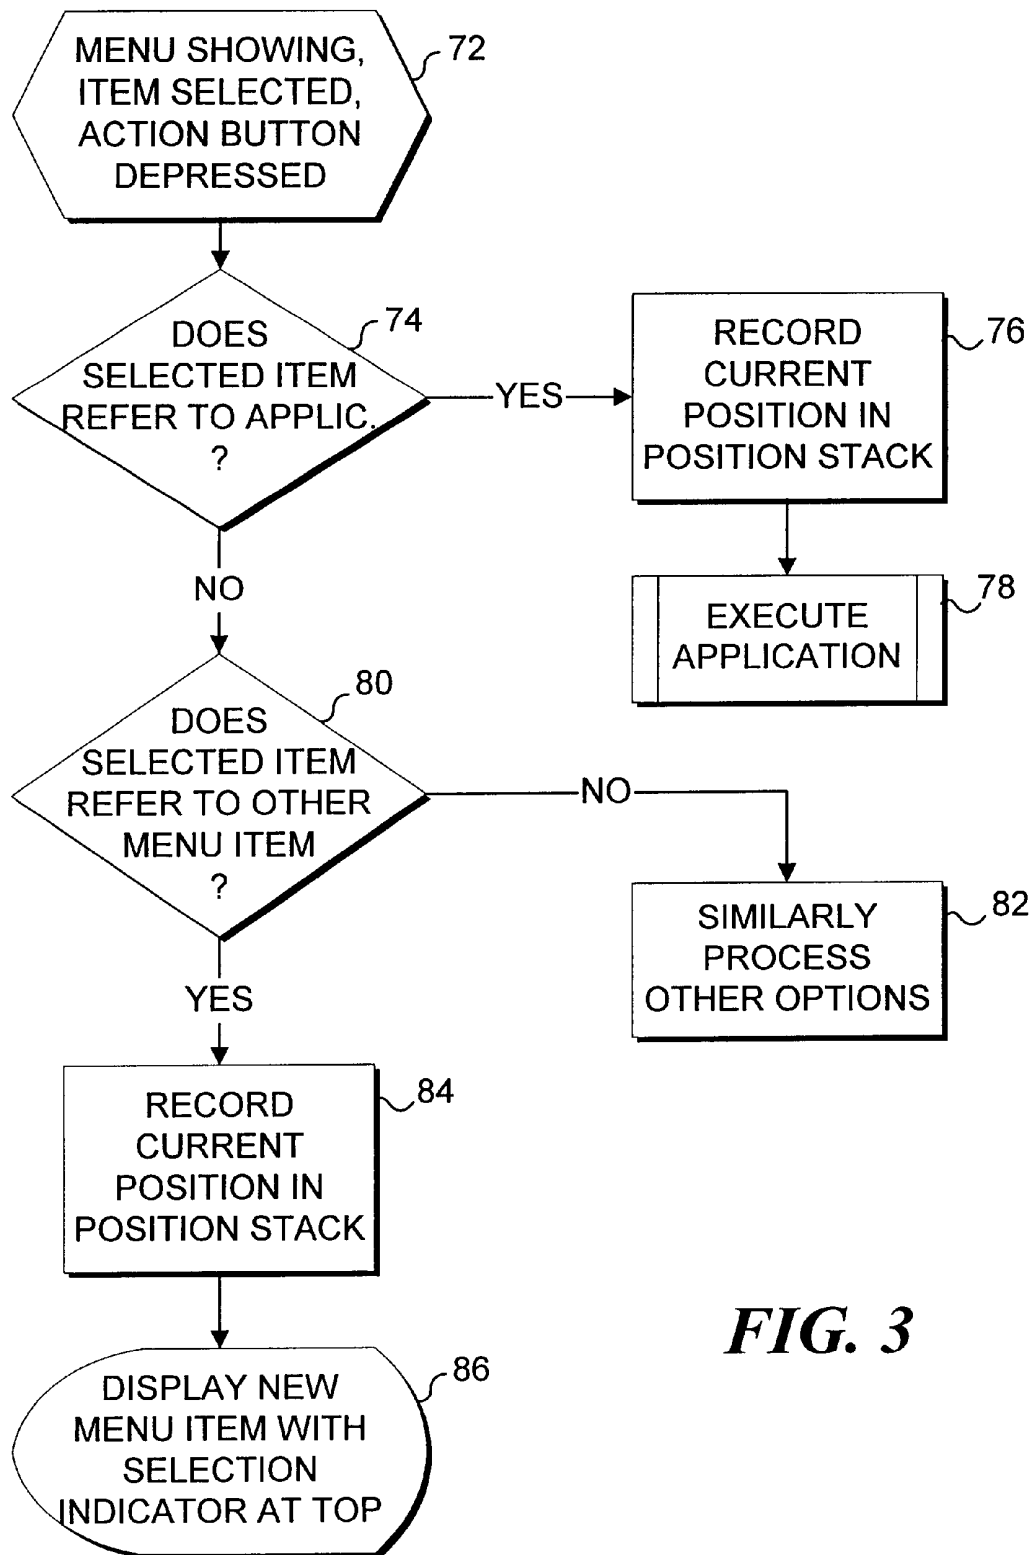 MENU SHOWING,
ITEM SELECTED,
ACTION BUTTON
DEPRESSED
72
DOES
SELECTED ITEM
REFER TO APPLIC.
?
74
YES
RECORD
CURRENT
POSITION IN
POSITION STACK
76
NO
EXECUTE
APPLICATION
78
DOES
SELECTED ITEM
REFER TO OTHER
MENU ITEM
?
80
NO
SIMILARLY
PROCESS
OTHER OPTIONS
82
YES
RECORD
CURRENT
POSITION IN
POSITION STACK
84
DISPLAY NEW
MENU ITEM WITH
SELECTION
INDICATOR AT TOP
86
FIG. 3